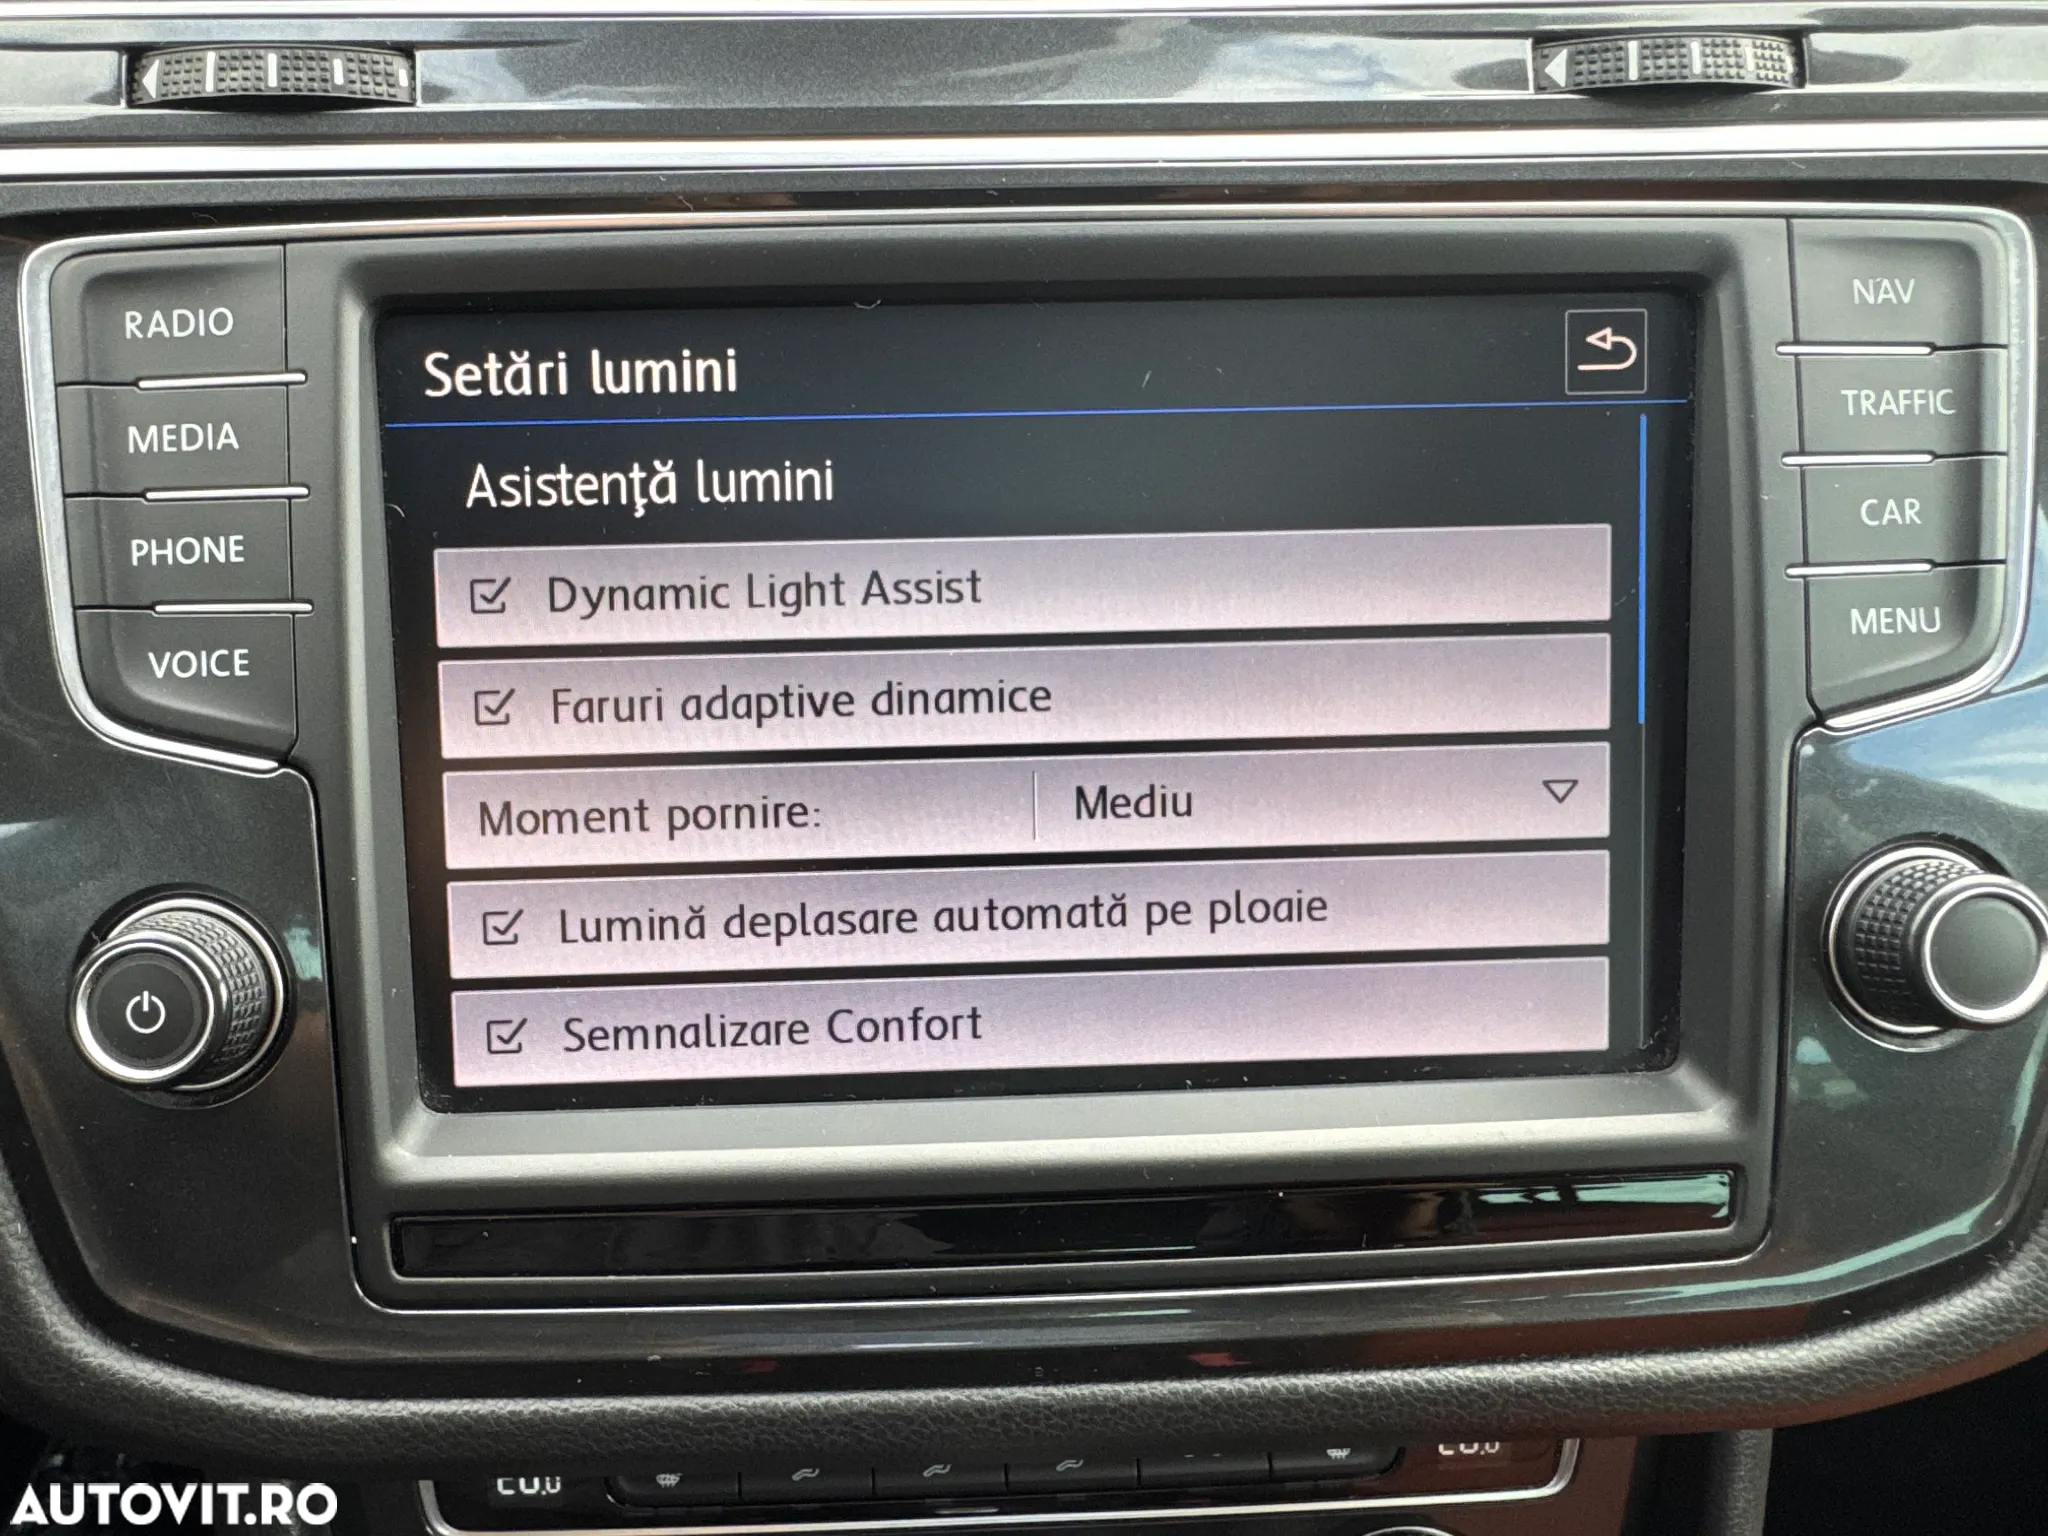 RADIO
MEDIA
PHONE
VOICE
Setări lumini
Asistenţă lumini
Dynamic Light Assist
Faruri adaptive dinamice
Moment pornire: Mediu
Lumină deplasare automată pe ploaie
Semnalizare Confort
NAV
TRAFFIC
CAR
MENU
AUTOVIT.RO